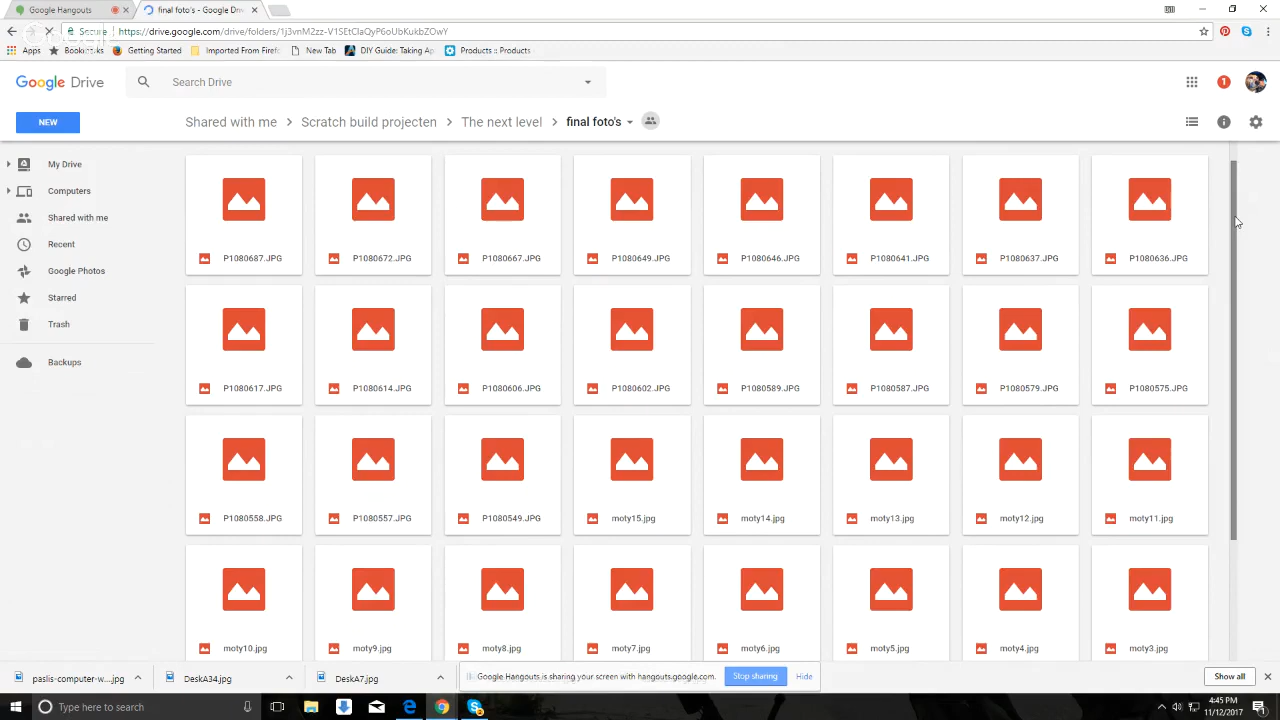 Google Hangouts
final foto's - Google Driv
Secure
https://drive.google.com/drive/folders/1j3vnM2zz-V1SEtClaQyP6oUbKukbZOwY
Apps
Bookmarks
Getting Started
Imported From Firef
New Tab
DIY Guide: Taking Ap
Products :: Products
Google Drive
Search Drive
1
NEW
Shared with me
Scratch build projecten
The next level
final foto's
My Drive
Computers
Shared with me
Recent
Google Photos
Starred
Trash
Backups
P1080687.JPG
P1080672.JPG
P1080667.JPG
P1080649.JPG
P1080646.JPG
P1080641.JPG
P1080637.JPG
P1080636.JPG
P1080617.JPG
P1080614.JPG
P1080606.JPG
P1080602.JPG
P1080589.JPG
P1080587.JPG
P1080579.JPG
P1080575.JPG
P1080558.JPG
P1080557.JPG
P1080549.JPG
moty15.jpg
moty14.jpg
moty13.jpg
moty12.jpg
moty11.jpg
moty10.jpg
moty9.jpg
moty8.jpg
moty7.jpg
moty6.jpg
moty5.jpg
moty4.jpg
moty3.jpg
paslis-computer-w....jpg
DeskA34.jpg
DeskA7.jpg
Google Hangouts is sharing your screen with hangouts.google.com.
Stop sharing
Hide
Show all
Type here to search
4:45 PM
11/12/2017